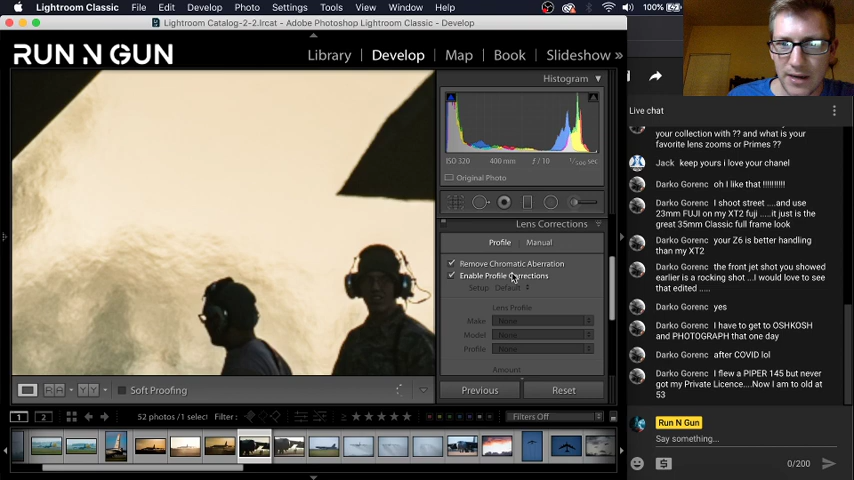 Lightroom Classic File Edit Develop Photo Settings Tools View Window Help 100%
Lightroom Catalog-2-2.lrcat - Adobe Photoshop Lightroom Classic - Develop
RUN N GUN
Library | Develop | Map | Book | Slideshow »
Histogram
ISO 320 400 mm f / 10 1/500 sec
Original Photo
Lens Corrections
Profile Manual
Remove Chromatic Aberration
Enable Profile Corrections
Setup Default
Lens Profile
Make None
Model None
Profile None
Amount
Previous Reset
RA YY Soft Proofing
1 2 52 photos / 1 select Filter : Filters Off
Live chat
your collection with ?? and what is your
favorite lens zooms or Primes ??
Jack keep yours i love your chanel
Darko Gorenc oh I like that !!!!!!!!!!
Darko Gorenc I shoot street ....and use
23mm FUJI on my XT2 fuji .....it just is the
great 35mm Classic full frame look
Darko Gorenc your Z6 is better handling
than my XT2
Darko Gorenc the front jet shot you showed
earlier is a rocking shot ...I would love to see
that edited .....
Darko Gorenc yes
Darko Gorenc I have to get to OSHKOSH
and PHOTOGRAPH that one day
Darko Gorenc after COVID lol
Darko Gorenc I flew a PIPER 145 but never
got my Private Licence....Now I am to old at
53
Run N Gun
Say something...
0/200